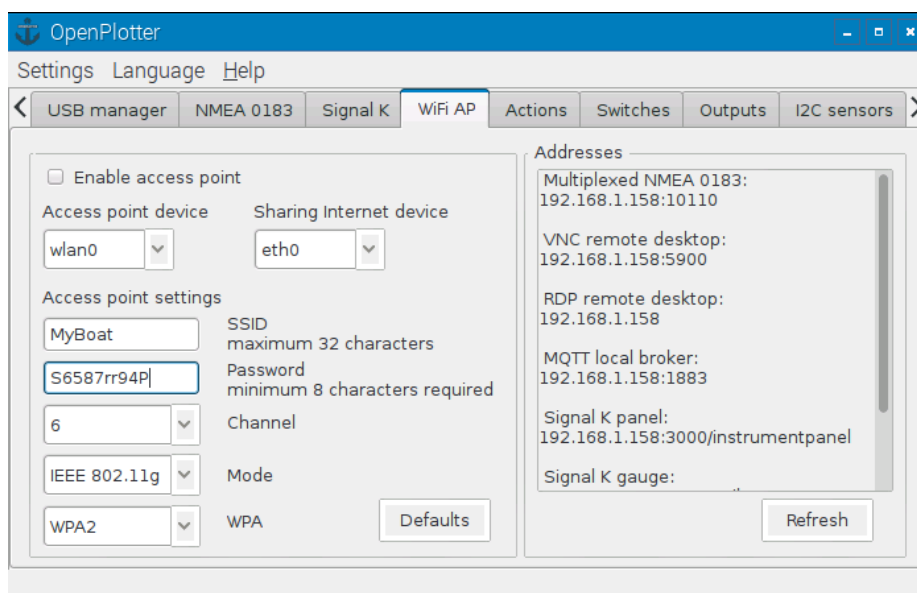 OpenPlotter
Settings Language Help
USB manager NMEA 0183 Signal K WiFi AP Actions Switches Outputs I2C sensors
Enable access point
Access point device Sharing Internet device
wlan0 eth0
Access point settings
MyBoat SSID
maximum 32 characters
S6587rr94P Password
minimum 8 characters required
6 Channel
IEEE 802.11g Mode
WPA2 WPA Defaults
Addresses
Multiplexed NMEA 0183:
192.168.1.158:10110
VNC remote desktop:
192.168.1.158:5900
RDP remote desktop:
192.168.1.158
MQTT local broker:
192.168.1.158:1883
Signal K panel:
192.168.1.158:3000/instrumentpanel
Signal K gauge:
Refresh